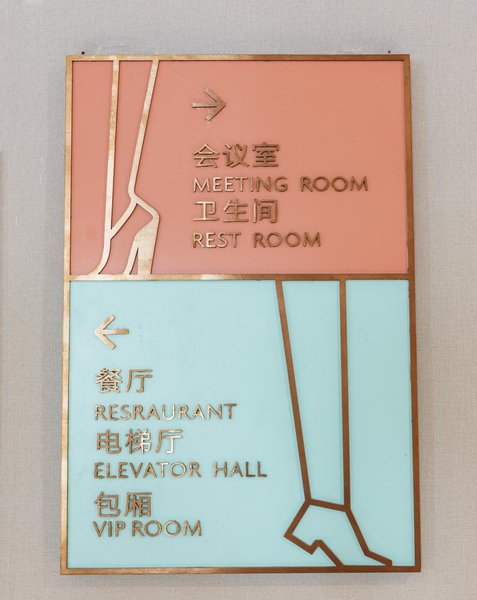 →
会议室
MEETING ROOM
卫生间
REST ROOM
←
餐厅
RESRAURANT
电梯厅
ELEVATOR HALL
包厢
VIP ROOM